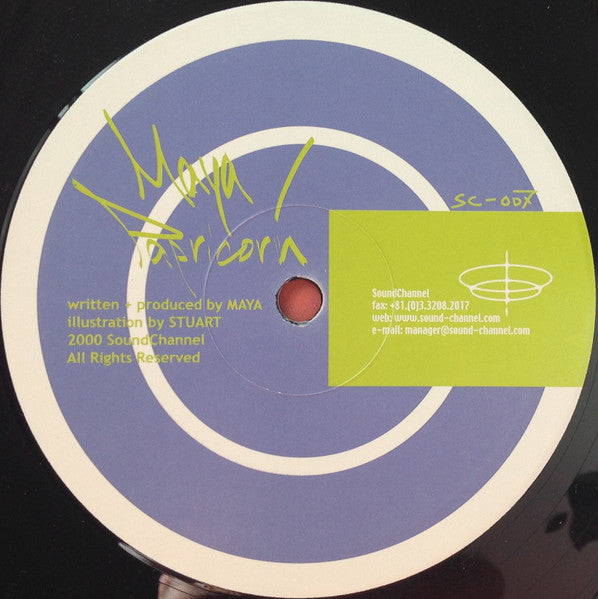 Maya /
Capricorn
sc-007
written + produced by MAYA
illustration by STUART
2000 SoundChannel
All Rights Reserved
SoundChannel
fax: +81.(0)3.3208.2017
web: www.sound-channel.com
e-mail: manager@sound-channel.com